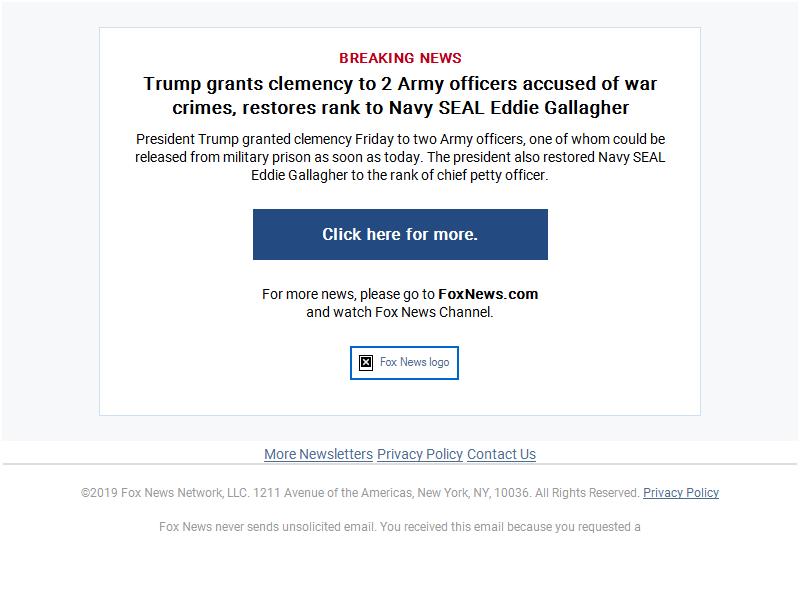 BREAKING NEWS
Trump grants clemency to 2 Army officers accused of war
crimes, restores rank to Navy SEAL Eddie Gallagher
President Trump granted clemency Friday to two Army officers, one of whom could be
released from military prison as soon as today. The president also restored Navy SEAL
Eddie Gallagher to the rank of chief petty officer.
Click here for more.
For more news, please go to FoxNews.com
and watch Fox News Channel.
Fox News logo
More Newsletters Privacy Policy Contact Us
©2019 Fox News Network, LLC. 1211 Avenue of the Americas, New York, NY, 10036. All Rights Reserved. Privacy Policy
Fox News never sends unsolicited email. You received this email because you requested a